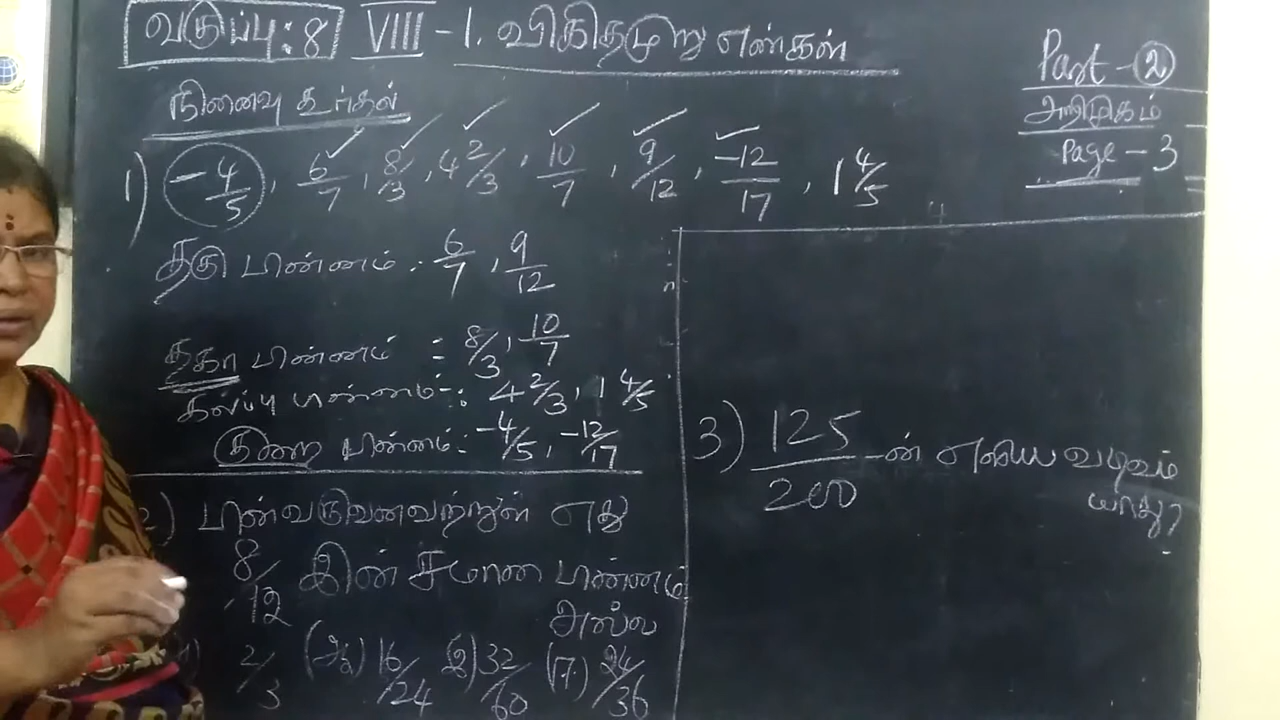 வகுப்பு: 8 VIII - 1. விகிதமுறு எண்கள்
Part - 2
அறிமுகம்
Page - 3
நினைவு கூர்தல்
1) -4/5, 6/7, 8/3, 4 2/3, 10/7, 9/12, -12/17, 1 4/5
தகு பின்னம் : 6/7, 9/12
தகா பின்னம் : 8/3, 10/7
கலப்பு பின்னம் : 4 2/3, 1 4/5
குறை பின்னம் : -4/5, -12/17
2) பின்வருவனவற்றுள் எது
8/12 இன் சமான பின்னம்
அல்ல
2/3 (ஆ) 16/24 இ) 32/60 (ஈ) 24/36
3) 125/200 -ன் எளிய வடிவம்
யாது?